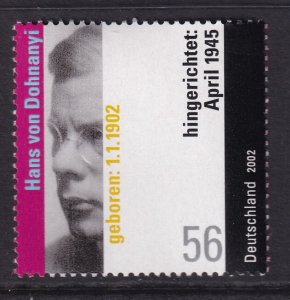 Hans von Dohnanyi
geboren: 1.1.1902
hingerichtet:
April 1945
56
Deutschland 2002